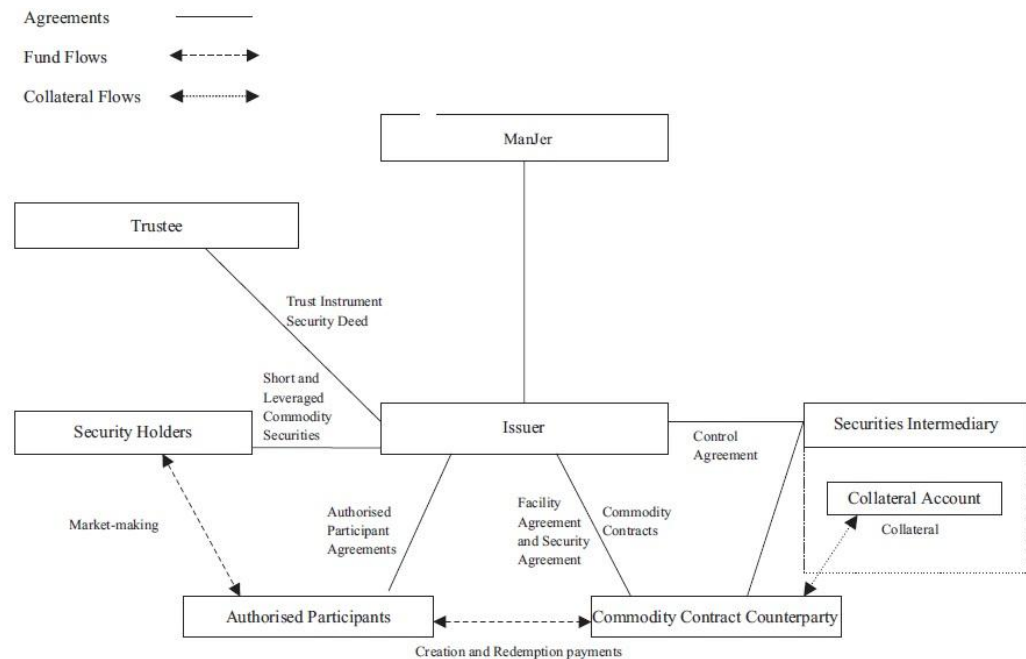 Agreements
Fund Flows
Collateral Flows
ManJer
Trustee
Trust Instrument
Security Deed
Short and
Leveraged
Commodity
Securities
Security Holders
Issuer
Control
Agreement
Securities Intermediary
Collateral Account
Collateral
Market-making
Authorised
Participant
Agreements
Facility
Agreement
and Security
Agreement
Commodity
Contracts
Authorised Participants
Commodity Contract Counterparty
Creation and Redemption payments